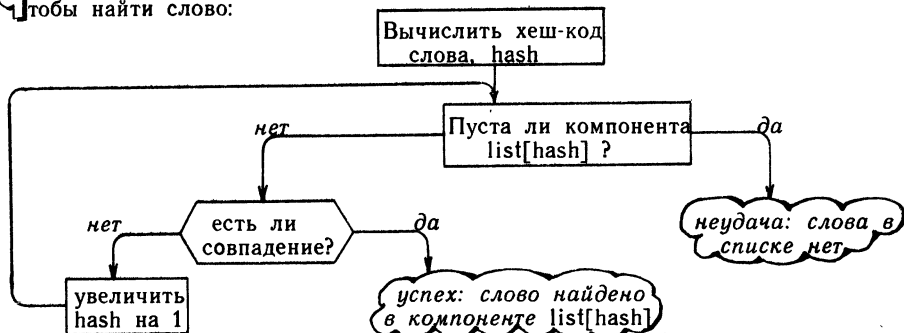 Чтобы найти слово:
Вычислить хеш-код
слова, hash
Пуста ли компонента
list[hash] ?
нет
да
есть ли
совпадение?
нет
да
неудача: слова в
списке нет
увеличить
hash на 1
успех: слово найдено
в компоненте list[hash]